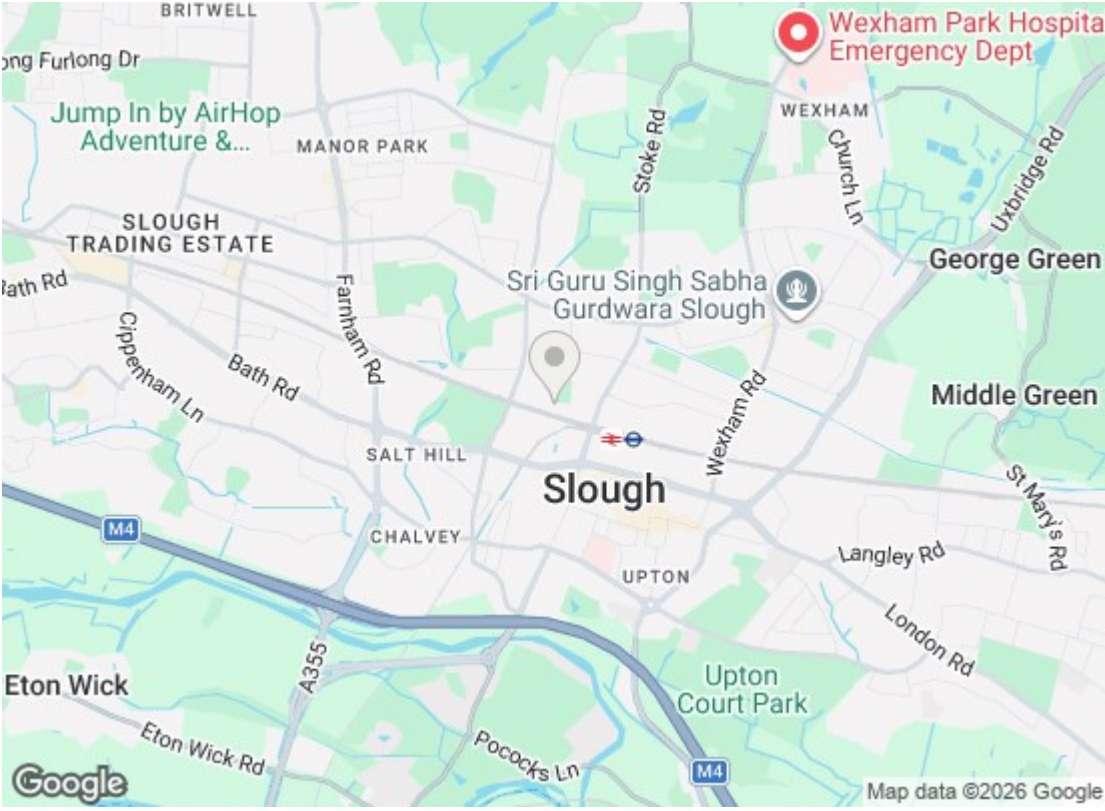 BRITWELL
Wexham Park Hospita
Emergency Dept
ong Furlong Dr
Jump In by AirHop
Adventure &...
MANOR PARK
Stoke Rd
WEXHAM
Church Ln
Uxbridge Rd
SLOUGH
TRADING ESTATE
George Green
Sri Guru Singh Sabha
Gurdwara Slough
Bath Rd
Farnham Rd
Cippenham Ln
Bath Rd
Middle Green
Wexham Rd
SALT HILL
Slough
St Mary's Rd
M4
CHALVEY
Langley Rd
UPTON
London Rd
A355
Eton Wick
Upton
Court Park
Eton Wick Rd
Pococks Ln
M4
Google
Map data ©2026 Google